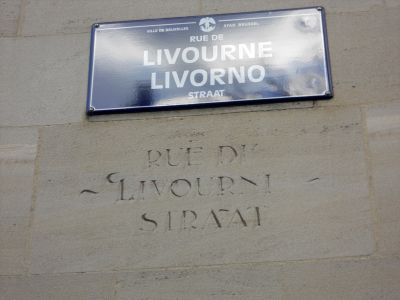 VILLE DE BRUXELLES STAD BRUSSEL
RUE DE
LIVOURNE
LIVORNO
STRAAT
RUE DE
~ LIVOURNE ~
STRAAT